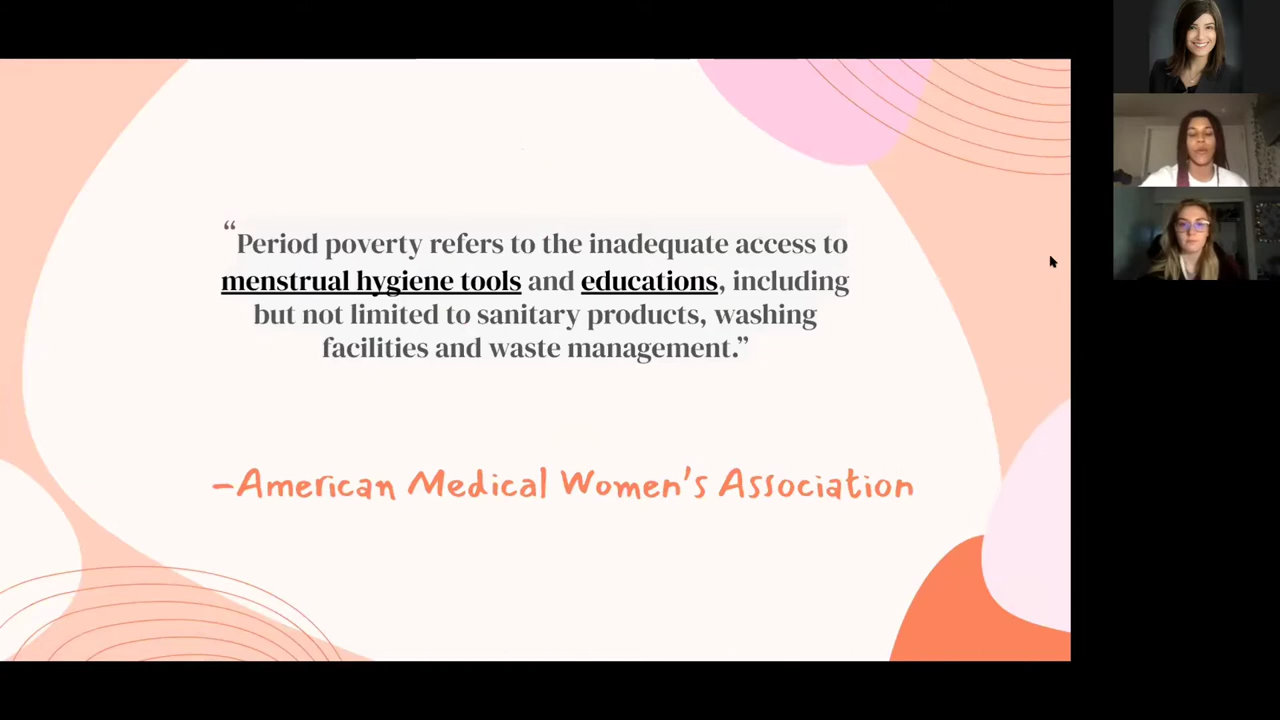 “Period poverty refers to the inadequate access to
menstrual hygiene tools and educations, including
but not limited to sanitary products, washing
facilities and waste management.”
-American Medical Women's Association